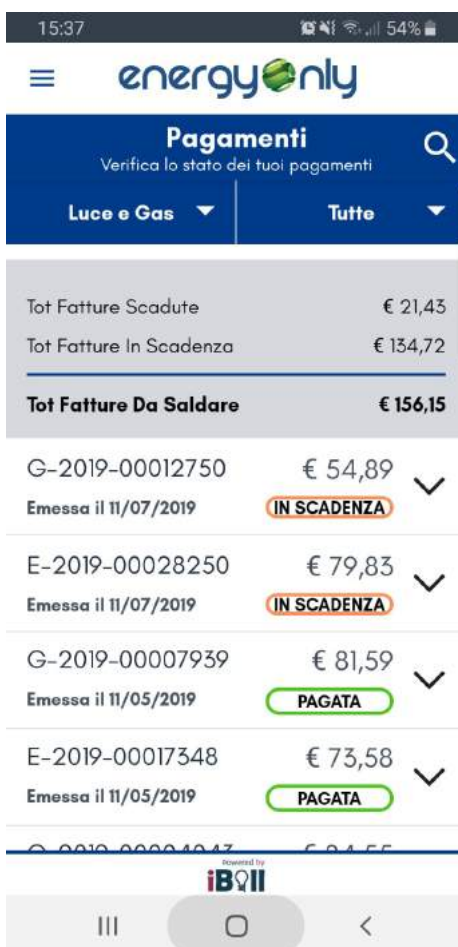 15:37
54%
energyonly
Pagamenti
Verifica lo stato dei tuoi pagamenti
Luce e Gas
Tutte
Tot Fatture Scadute € 21,43
Tot Fatture In Scadenza € 134,72
Tot Fatture Da Saldare € 156,15
G-2019-00012750 € 54,89
Emessa il 11/07/2019 IN SCADENZA
E-2019-00028250 € 79,83
Emessa il 11/07/2019 IN SCADENZA
G-2019-00007939 € 81,59
Emessa il 11/05/2019 PAGATA
E-2019-00017348 € 73,58
Emessa il 11/05/2019 PAGATA
Powered by
iBill